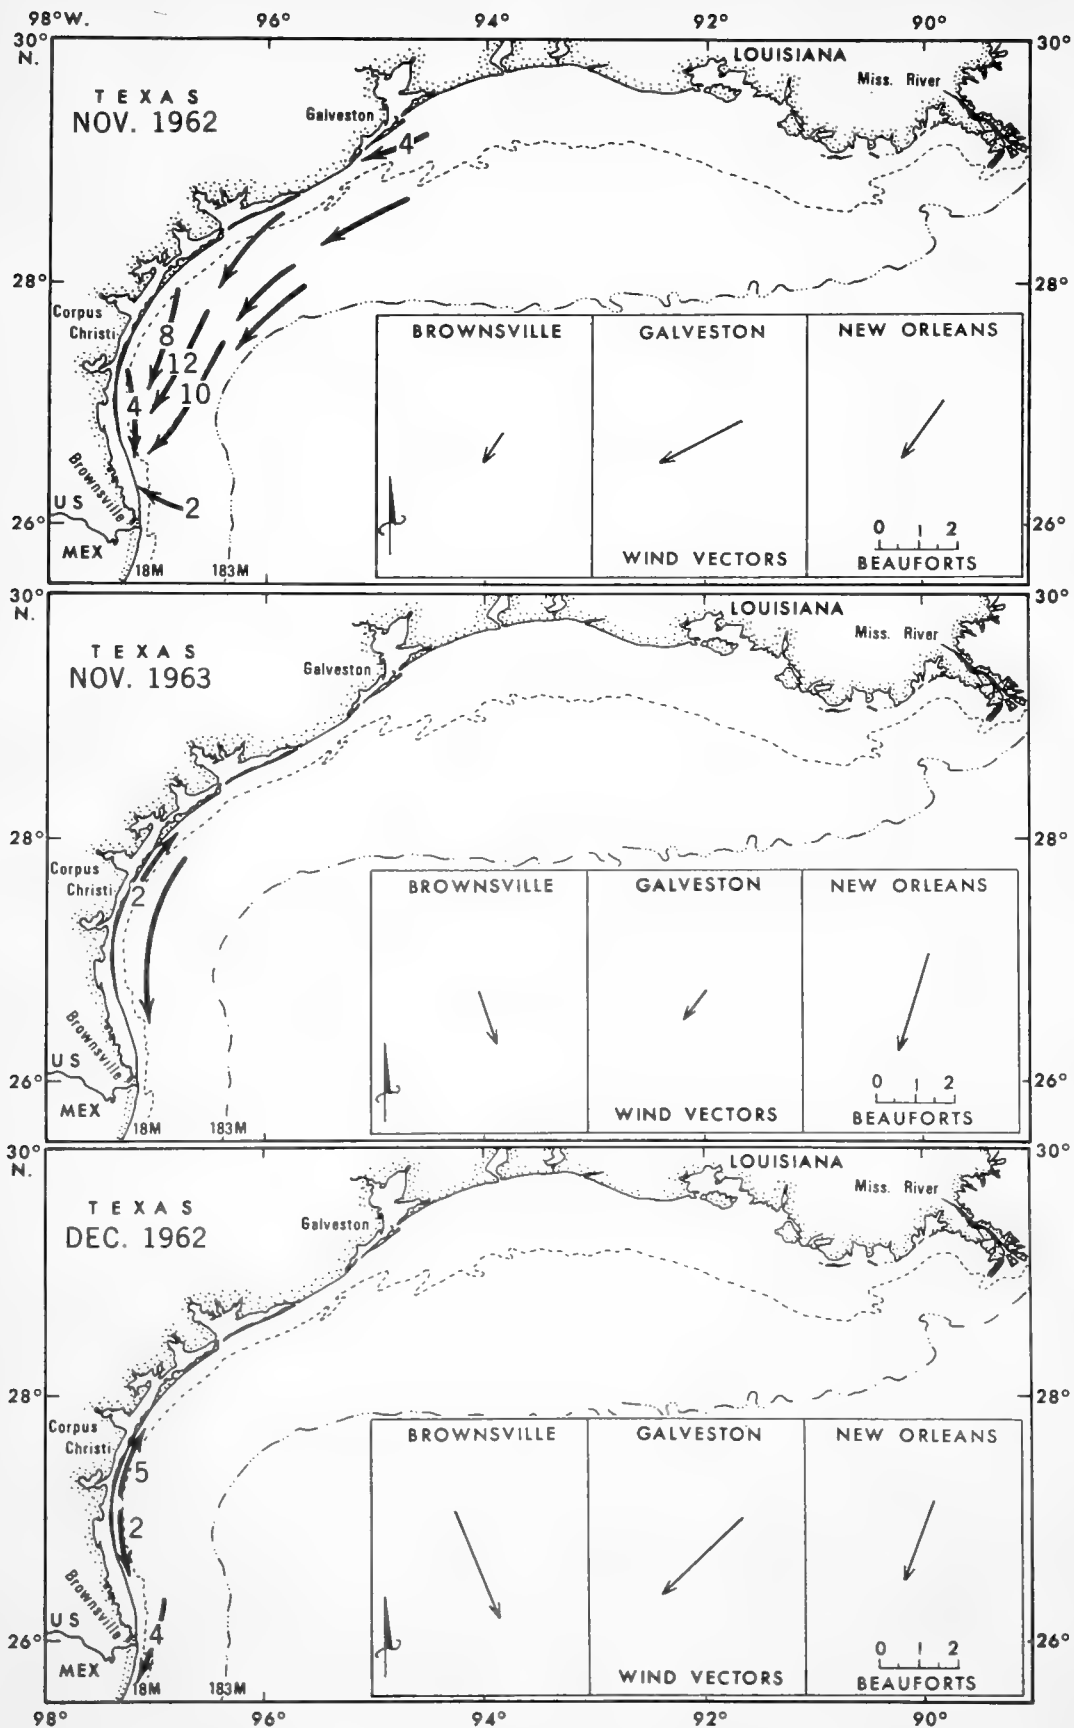 98°W. 96° 94° 92° 90°
30° N. 30°
LOUISIANA
Miss. River
TEXAS
NOV. 1962
Galveston
4
28° 28°
Corpus Christi
8
12
10
4
2
BROWNSVILLE GALVESTON NEW ORLEANS
Brownsville
US
26° 26°
MEX
0 1 2
WIND VECTORS BEAUFORTS
18M 183M
30° N. 30°
LOUISIANA
Miss. River
TEXAS
NOV. 1963
Galveston
28° 28°
Corpus Christi
2
BROWNSVILLE GALVESTON NEW ORLEANS
Brownsville
US
26° 26°
MEX
0 1 2
WIND VECTORS BEAUFORTS
18M 183M
30° N. 30°
LOUISIANA
Miss. River
TEXAS
DEC. 1962
Galveston
28° 28°
Corpus Christi
5
2
BROWNSVILLE GALVESTON NEW ORLEANS
Brownsville
US
4
26° 26°
MEX
0 1 2
WIND VECTORS BEAUFORTS
18M 183M
98° 96° 94° 92° 90°